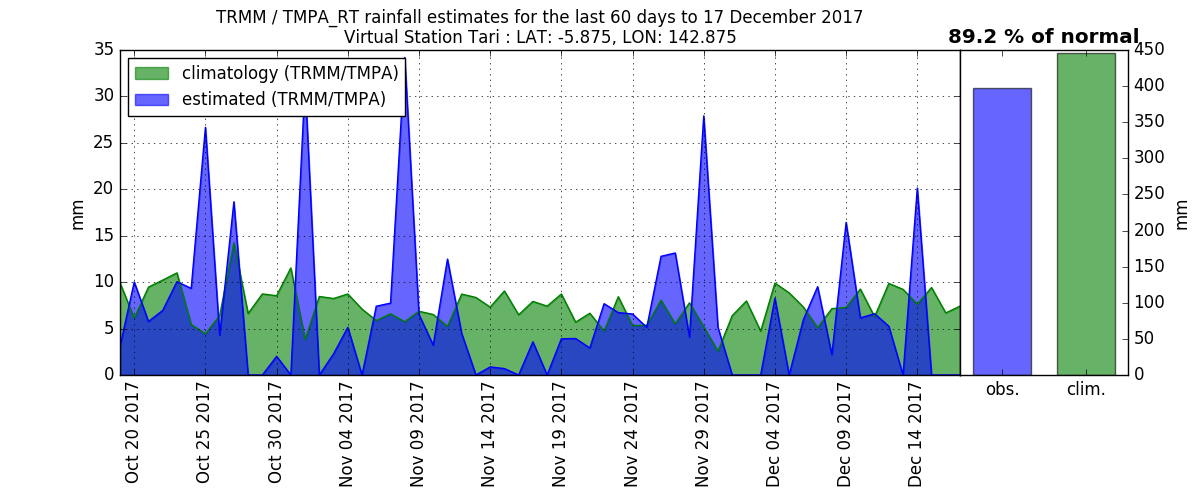 TRMM / TMPA_RT rainfall estimates for the last 60 days to 17 December 2017
Virtual Station Tari : LAT: -5.875, LON: 142.875
89.2 % of normal
climatology (TRMM/TMPA)
estimated (TRMM/TMPA)
35
30
25
20
15
10
5
0
mm
Oct 20 2017
Oct 25 2017
Oct 30 2017
Nov 04 2017
Nov 09 2017
Nov 14 2017
Nov 19 2017
Nov 24 2017
Nov 29 2017
Dec 04 2017
Dec 09 2017
Dec 14 2017
obs.
clim.
450
400
350
300
250
200
150
100
50
0
mm